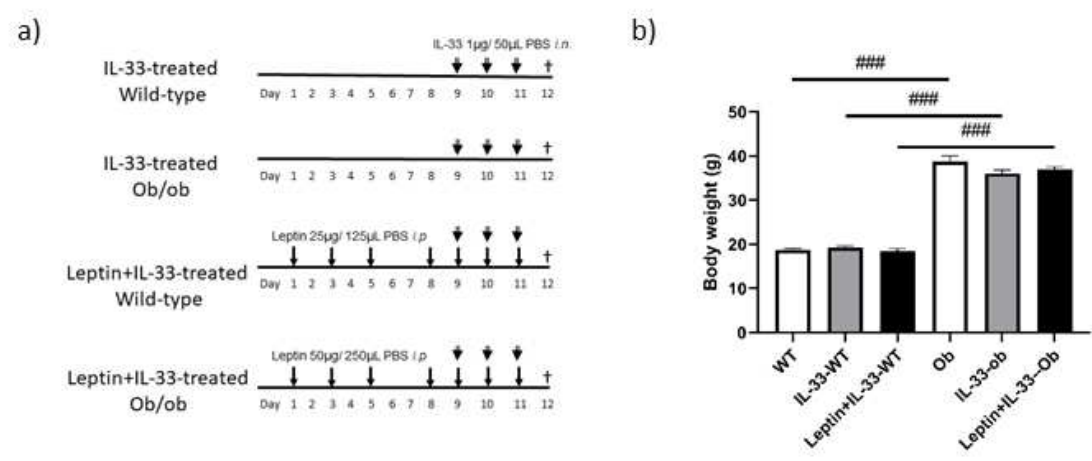 a)
IL-33 1µg/ 50µL PBS i.n.
IL-33-treated
Wild-type
†
Day 1 2 3 4 5 6 7 8 9 10 11 12
IL-33-treated
Ob/ob
†
Day 1 2 3 4 5 6 7 8 9 10 11 12
Leptin 25µg/ 125µL PBS i.p
Leptin+IL-33-treated
Wild-type
†
Day 1 2 3 4 5 6 7 8 9 10 11 12
Leptin 50µg/ 250µL PBS i.p
Leptin+IL-33-treated
Ob/ob
†
Day 1 2 3 4 5 6 7 8 9 10 11 12
b)
###
###
###
Body weight (g)
50
40
30
20
10
0
WT
IL-33-WT
Leptin+IL-33-WT
Ob
IL-33-ob
Leptin+IL-33--Ob